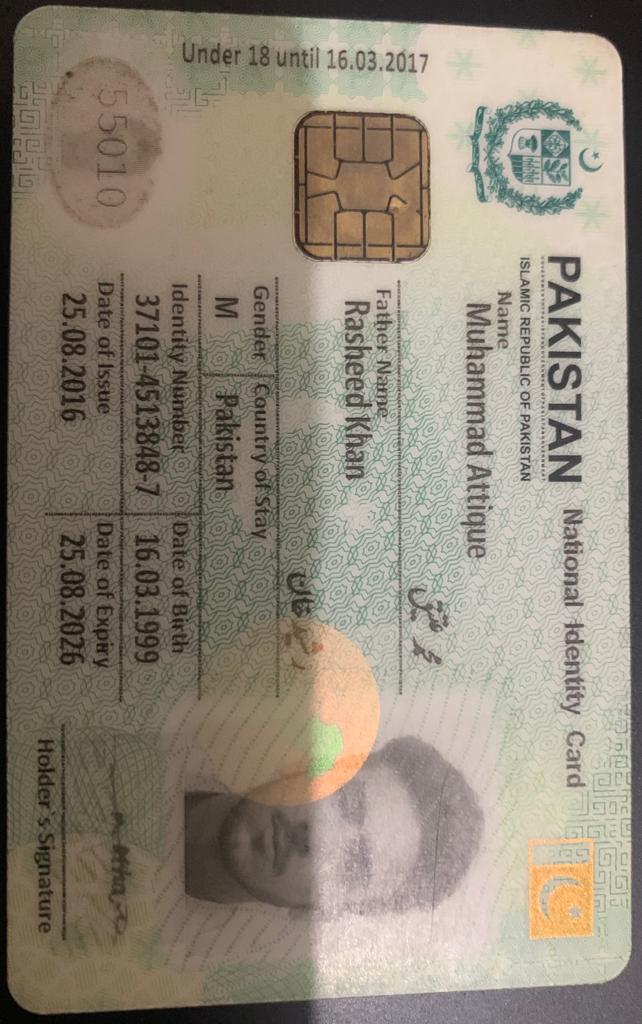 PAKISTAN National Identity Card
ISLAMIC REPUBLIC OF PAKISTAN
Name
Muhammad Attique
محمد عتیق
Father Name
Rasheed Khan
رشید خان
Gender Country of Stay
M Pakistan
Identity Number Date of Birth
37101-4513848-7 16.03.1999
Date of Issue Date of Expiry
25.08.2016 25.08.2026
Holder's Signature
Under 18 until 16.03.2017
55010